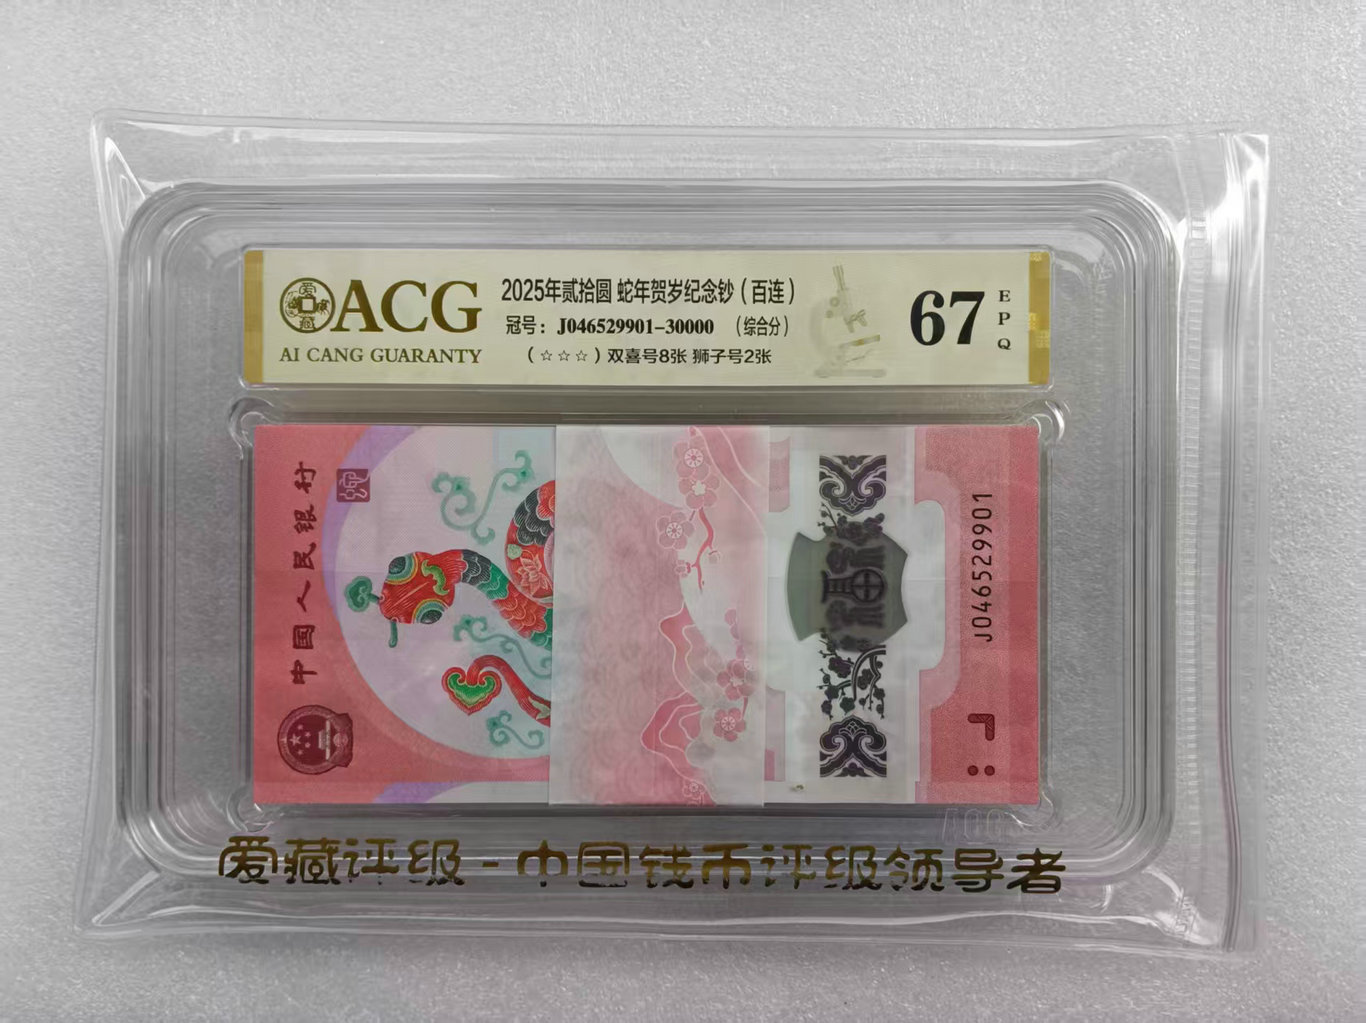 ACG
AI CANG GUARANTY
2025年贰拾圆 蛇年贺岁纪念钞（百连）
冠号：J046529901-30000 （综合分）
（☆☆☆）双喜号8张 狮子号2张
67
EPQ
中国人民银行
J046529901
爱藏评级-中国钱币评级领导者